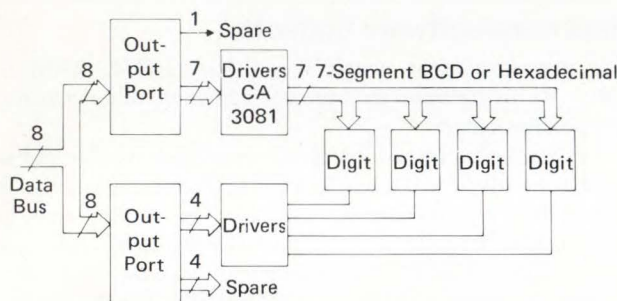 1
Spare
Out-
put
Port
8
7
Drivers
CA
3081
7 7-Segment BCD or Hexadecimal
8
Data
Bus
Digit
Digit
Digit
Digit
8
Out-
put
Port
4
Drivers
4
Spare